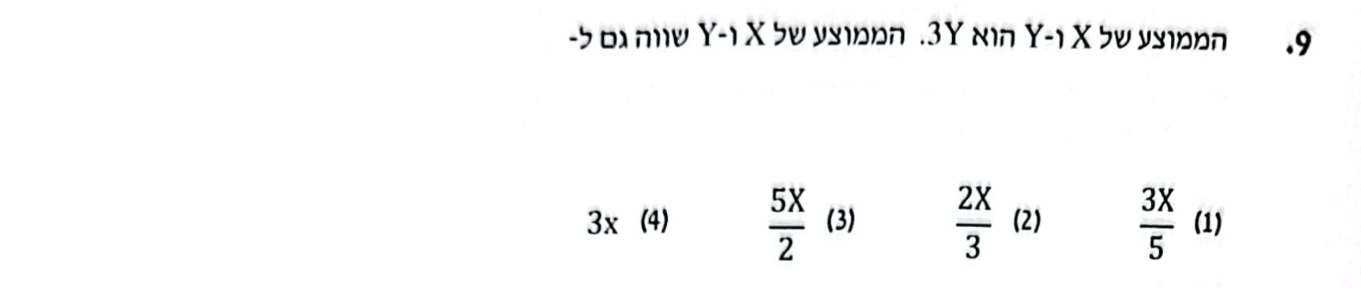 9. הממוצע של X ו-Y הוא 3Y. הממוצע של X ו-Y שווה גם ל-
(1) 3X/5 (2) 2X/3 (3) 5X/2 (4) 3x